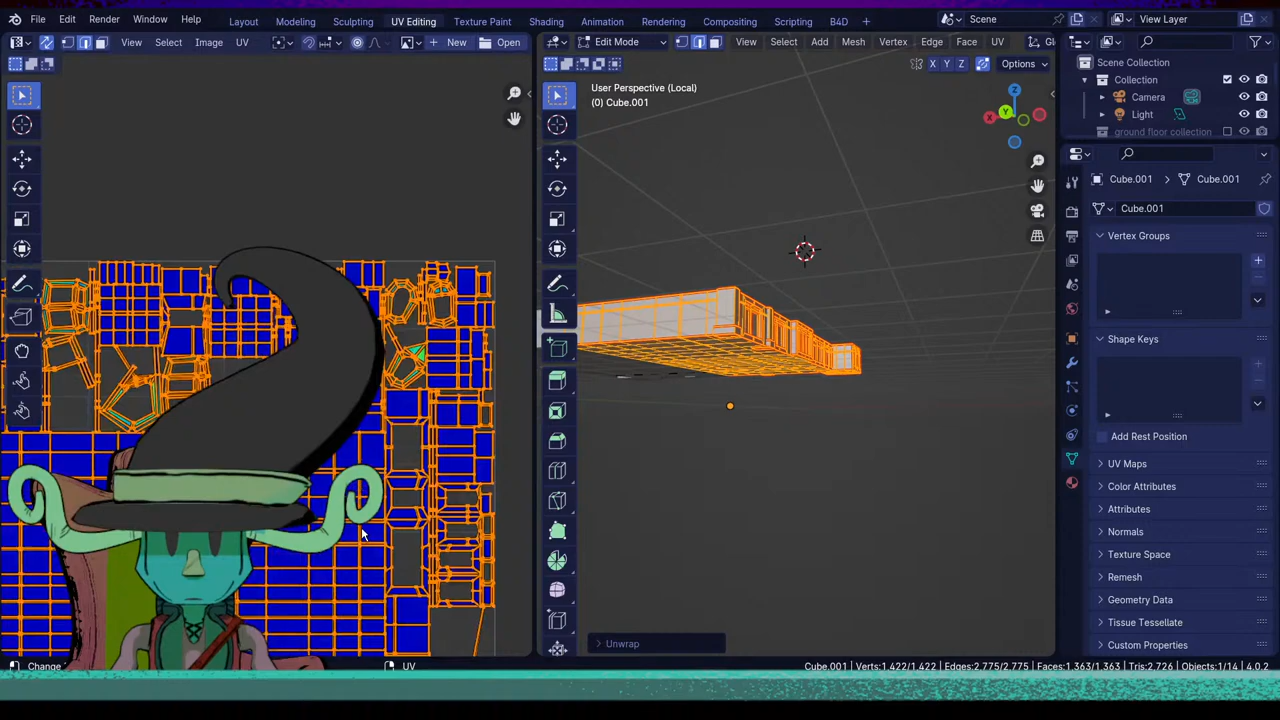 File Edit Render Window Help Layout Modeling Sculpting UV Editing Texture Paint Shading Animation Rendering Compositing Scripting B4D + Scene View Layer
View Select Image UV New Open Edit Mode View Select Add Mesh Vertex Edge Face UV Gl
X Y Z Options
Scene Collection
Collection
Camera
Light
ground floor collection
User Perspective (Local)
(0) Cube.001
Z
Y
X
Cube.001 > Cube.001
Cube.001
Vertex Groups
Shape Keys
Add Rest Position
UV Maps
Color Attributes
Attributes
Normals
Texture Space
Remesh
Geometry Data
Texture Tessellate
Custom Properties
Unwrap
Change UV Cube.001 | Verts:1.422/1.422 | Edges:2.775/2.775 | Faces:1.363/1.363 | Tris:2.726 | Objects:1/14 | 4.0.2